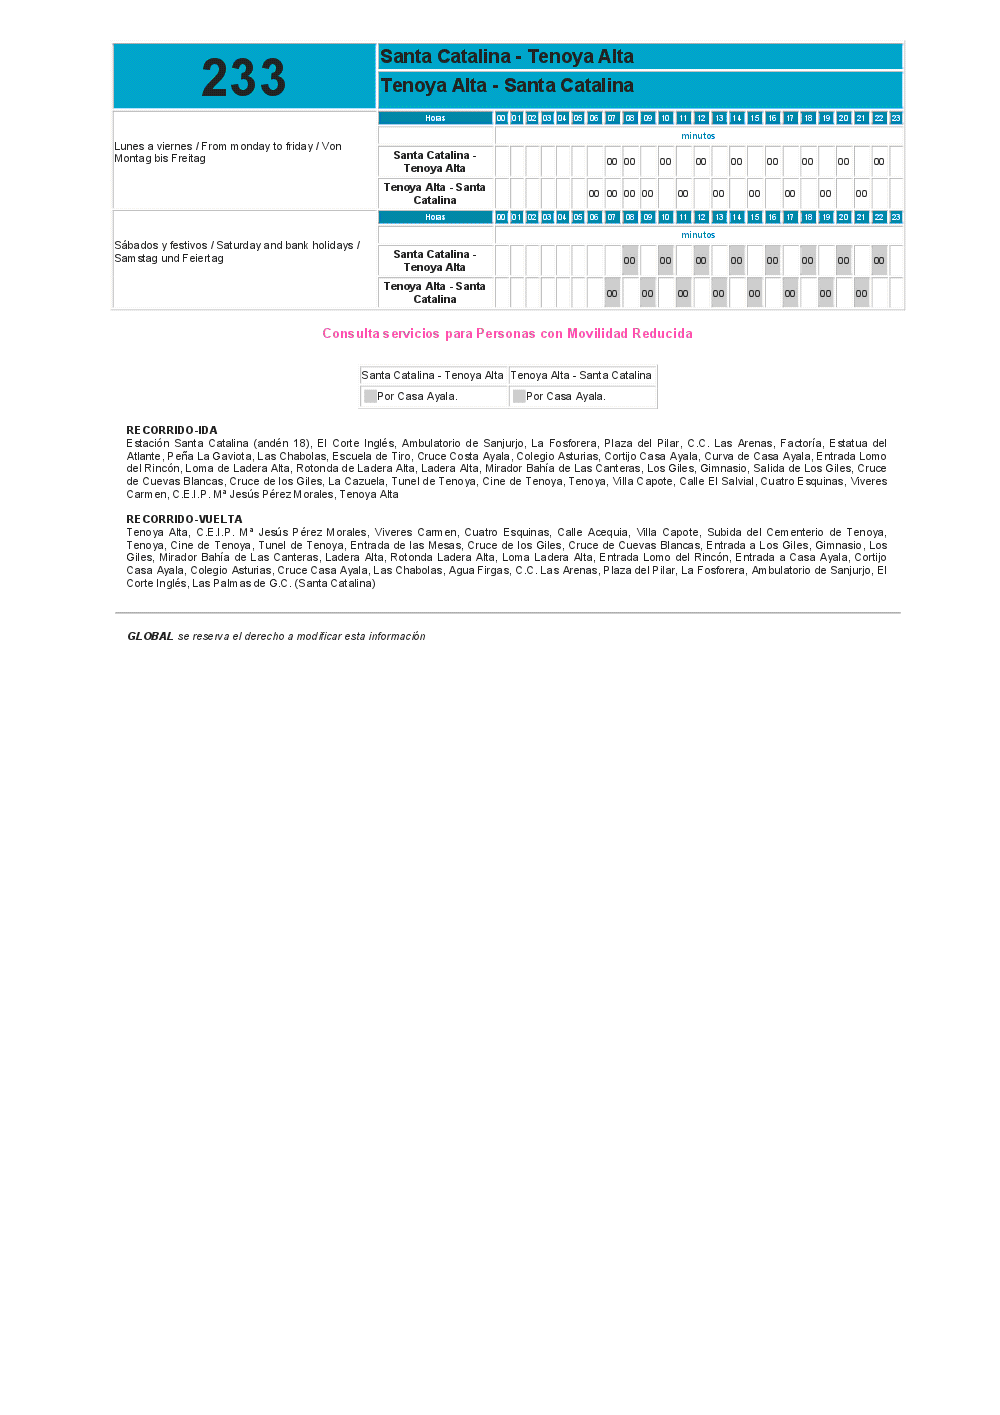 233
Santa Catalina - Tenoya Alta
Tenoya Alta - Santa Catalina
Lunes a viernes / From monday to friday / Von
Montag bis Freitag
Horas 00 01 02 03 04 05 06 07 08 09 10 11 12 13 14 15 16 17 18 19 20 21 22 23
minutos
Santa Catalina -
Tenoya Alta
00 00 00 00 00 00 00 00 00
Tenoya Alta - Santa
Catalina
00 00 00 00 00 00 00 00 00 00
Sábados y festivos / Saturday and bank holidays /
Samstag und Feiertag
Horas 00 01 02 03 04 05 06 07 08 09 10 11 12 13 14 15 16 17 18 19 20 21 22 23
minutos
Santa Catalina -
Tenoya Alta
00 00 00 00 00 00 00 00
Tenoya Alta - Santa
Catalina
00 00 00 00 00 00 00 00
Consulta servicios para Personas con Movilidad Reducida
Santa Catalina - Tenoya Alta Tenoya Alta - Santa Catalina
Por Casa Ayala. Por Casa Ayala.
RECORRIDO-IDA
Estación Santa Catalina (andén 18), El Corte Inglés, Ambulatorio de Sanjurjo, La Fosforera, Plaza del Pilar, C.C. Las Arenas, Factoría, Estatua del
Atlante, Peña La Gaviota, Las Chabolas, Escuela de Tiro, Cruce Costa Ayala, Colegio Asturias, Cortijo Casa Ayala, Curva de Casa Ayala, Entrada Lomo
del Rincón, Loma de Ladera Alta, Rotonda de Ladera Alta, Ladera Alta, Mirador Bahía de Las Canteras, Los Giles, Gimnasio, Salida de Los Giles, Cruce
de Cuevas Blancas, Cruce de los Giles, La Cazuela, Tunel de Tenoya, Cine de Tenoya, Tenoya, Villa Capote, Calle El Salvial, Cuatro Esquinas, Viveres
Carmen, C.E.I.P. Mª Jesús Pérez Morales, Tenoya Alta
RECORRIDO-VUELTA
Tenoya Alta, C.E.I.P. Mª Jesús Pérez Morales, Viveres Carmen, Cuatro Esquinas, Calle Acequia, Villa Capote, Subida del Cementerio de Tenoya,
Tenoya, Cine de Tenoya, Tunel de Tenoya, Entrada de las Mesas, Cruce de los Giles, Cruce de Cuevas Blancas, Entrada a Los Giles, Gimnasio, Los
Giles, Mirador Bahía de Las Canteras, Ladera Alta, Rotonda Ladera Alta, Loma Ladera Alta, Entrada Lomo del Rincón, Entrada a Casa Ayala, Cortijo
Casa Ayala, Colegio Asturias, Cruce Casa Ayala, Las Chabolas, Agua Firgas, C.C. Las Arenas, Plaza del Pilar, La Fosforera, Ambulatorio de Sanjurjo, El
Corte Inglés, Las Palmas de G.C. (Santa Catalina)
GLOBAL se reserva el derecho a modificar esta información